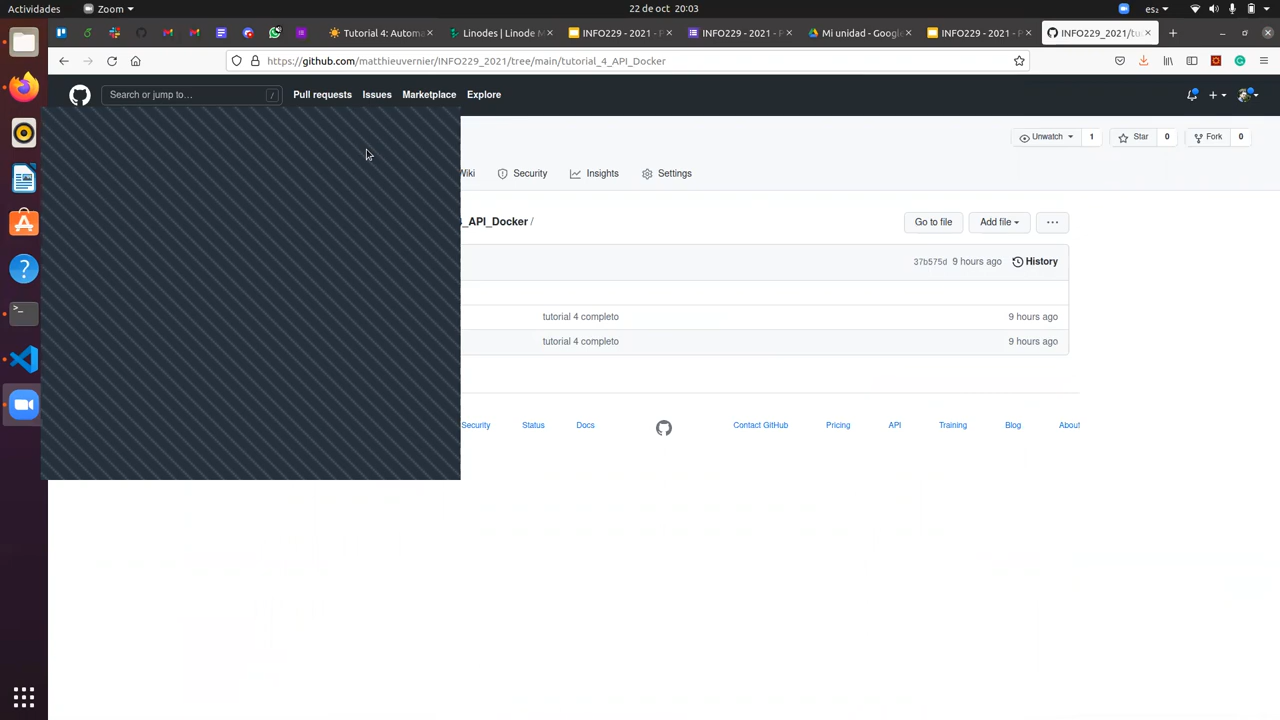 Actividades Zoom 22 de oct 20:03 es₂
Tutorial 4: Automa Linodes | Linode M INFO229 - 2021 - P INFO229 - 2021 - Mi unidad - Google INFO229 - 2021 - P INFO229_2021/tu
https://github.com/matthieuvernier/INFO229_2021/tree/main/tutorial_4_API_Docker
Search or jump to… / Pull requests Issues Marketplace Explore
Unwatch 1 Star 0 Fork 0
Wiki Security Insights Settings
_API_Docker / Go to file Add file ···
37b575d 9 hours ago History
tutorial 4 completo 9 hours ago
tutorial 4 completo 9 hours ago
Security Status Docs Contact GitHub Pricing API Training Blog About